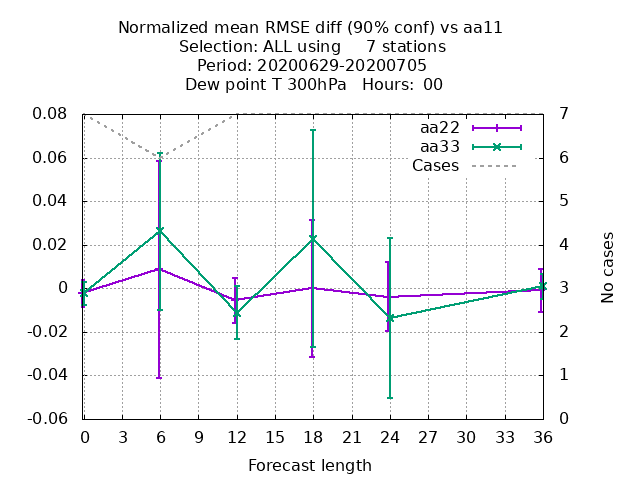 Normalized mean RMSE diff (90% conf) vs aa11
Selection: ALL using     7 stations
Period: 20200629-20200705
Dew point T 300hPa   Hours:  00
aa22
aa33
Cases
0.08
0.06
0.04
0.02
0
-0.02
-0.04
-0.06
7
6
5
4
3
2
1
0
No cases
0 3 6 9 12 15 18 21 24 27 30 33 36
Forecast length